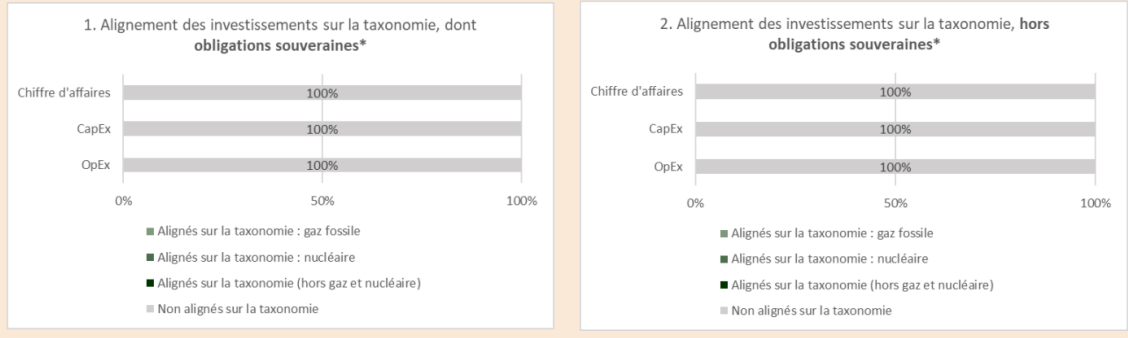 1. Alignement des investissements sur la taxonomie, dont
obligations souveraines*
Chiffre d'affaires
100%
CapEx
100%
OpEx
100%
0%
50%
100%
Alignés sur la taxonomie : gaz fossile
Alignés sur la taxonomie : nucléaire
Alignés sur la taxonomie (hors gaz et nucléaire)
Non alignés sur la taxonomie
2. Alignement des investissements sur la taxonomie, hors
obligations souveraines*
Chiffre d'affaires
100%
CapEx
100%
OpEx
100%
0%
50%
100%
Alignés sur la taxonomie : gaz fossile
Alignés sur la taxonomie : nucléaire
Alignés sur la taxonomie (hors gaz et nucléaire)
Non alignés sur la taxonomie